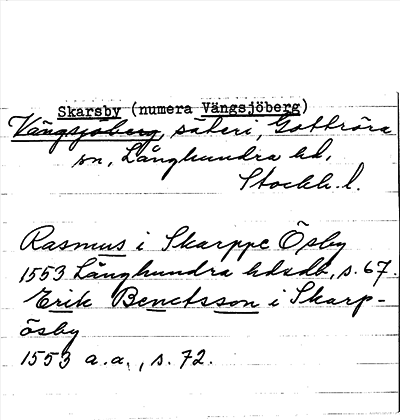 Skarsby (numera Vängsjöberg)
Vängsjöberg, säteri, Gottröra
sn, Långhundra hd,
Stockh. l.
Rasmus i Skarppe Ösby
1553 Långhundra hdsdb, s. 67.
Erik Benctsson i Skarp-
ösby
1553 a.a., s. 72.